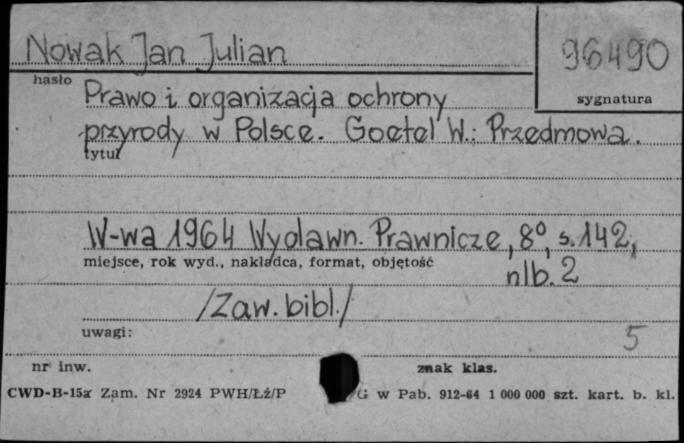 Nowak Jan Julian
96490
hasło
sygnatura
Prawo i organizacja ochrony
przyrody w Polsce. Goetel W.: Przedmowa.
tytuł
W-wa 1964 Wydawn. Prawnicze, 8°, s. 142,
miejsce, rok wyd., nakładca, format, objętość
nlb. 2
/Zaw. bibl./
uwagi:
5
nr inw.
znak klas.
CWD-B-15a Zam. Nr 2924 PWH/Łź/P
G w Pab. 912-64 1 000 000 szt. kart. b. kl.